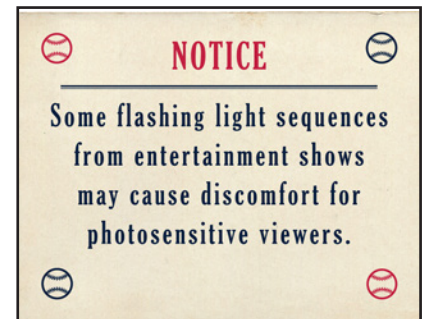 NOTICE
Some flashing light sequences
from entertainment shows
may cause discomfort for
photosensitive viewers.